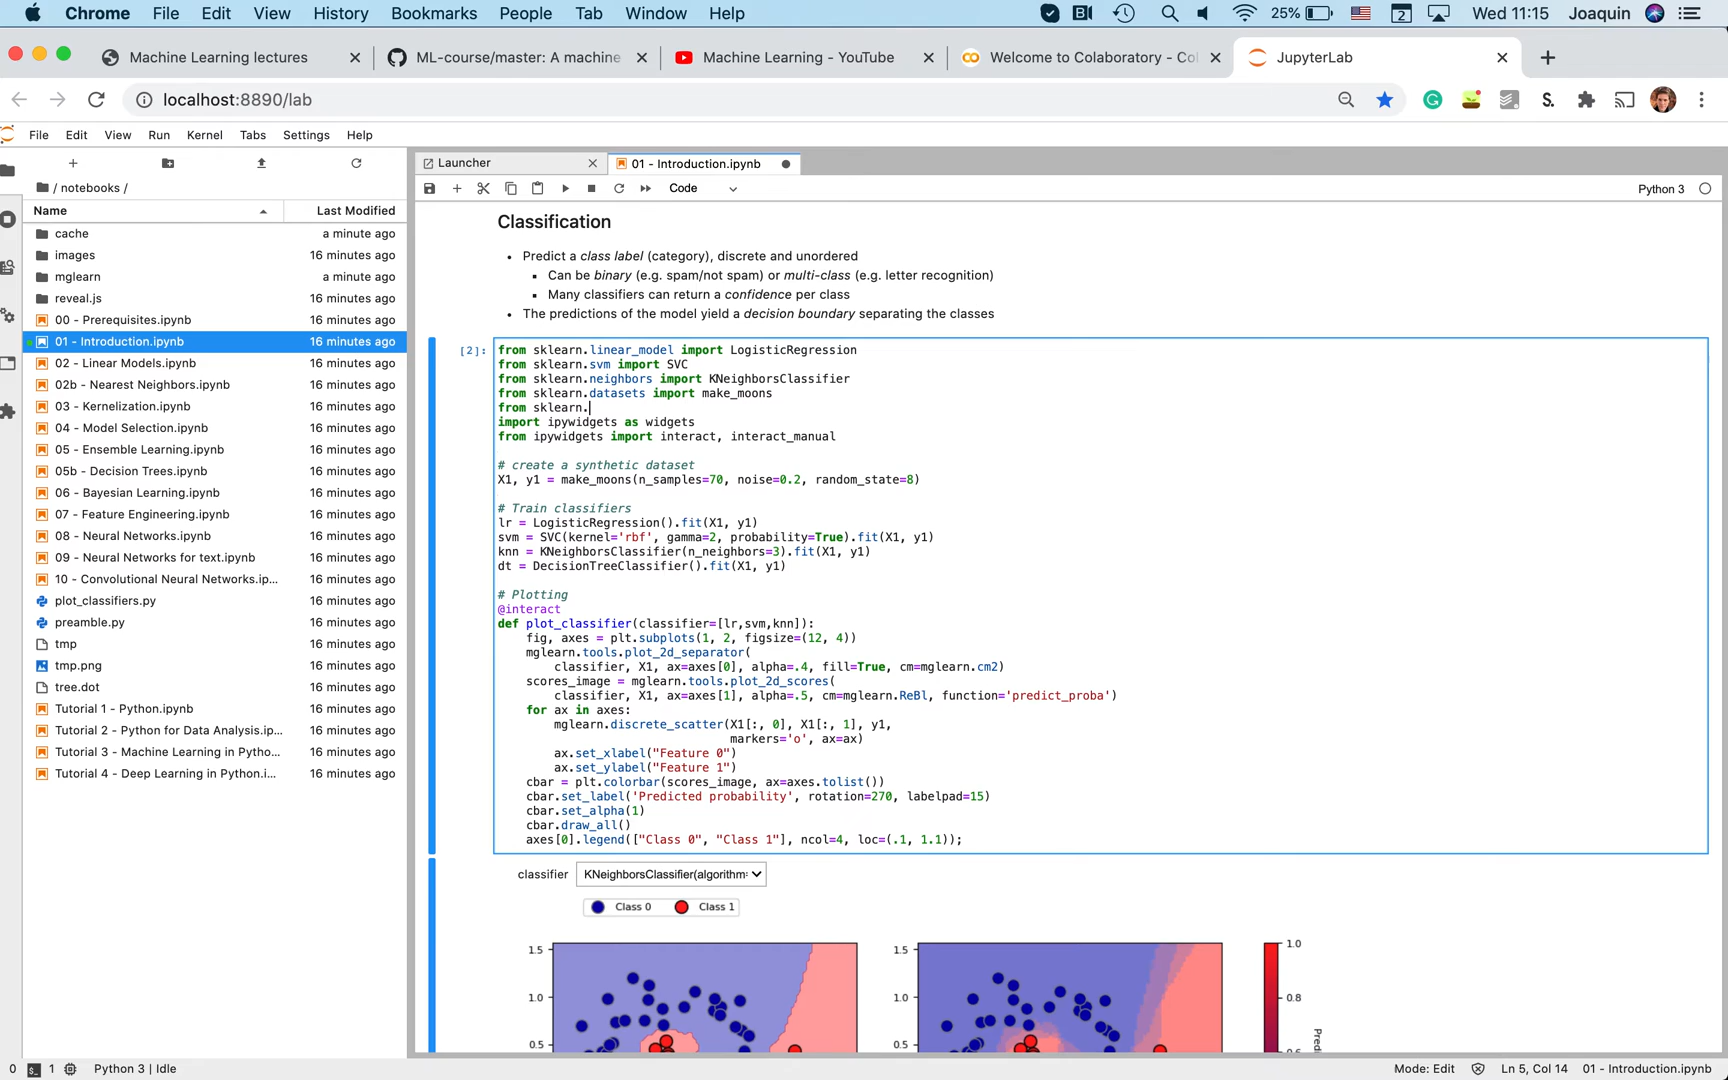 Chrome File Edit View History Bookmarks People Tab Window Help 25% 2 Wed 11:15 Joaquin
Machine Learning lectures ML-course/master: A machine Machine Learning - YouTube Welcome to Colaboratory - Col JupyterLab
localhost:8890/lab
File Edit View Run Kernel Tabs Settings Help
Launcher 01 - Introduction.ipynb
/ notebooks /
Code Python 3
Name Last Modified
cache a minute ago
images 16 minutes ago
mglearn a minute ago
reveal.js 16 minutes ago
00 - Prerequisites.ipynb 16 minutes ago
01 - Introduction.ipynb 16 minutes ago
02 - Linear Models.ipynb 16 minutes ago
02b - Nearest Neighbors.ipynb 16 minutes ago
03 - Kernelization.ipynb 16 minutes ago
04 - Model Selection.ipynb 16 minutes ago
05 - Ensemble Learning.ipynb 16 minutes ago
05b - Decision Trees.ipynb 16 minutes ago
06 - Bayesian Learning.ipynb 16 minutes ago
07 - Feature Engineering.ipynb 16 minutes ago
08 - Neural Networks.ipynb 16 minutes ago
09 - Neural Networks for text.ipynb 16 minutes ago
10 - Convolutional Neural Networks.ip... 16 minutes ago
plot_classifiers.py 16 minutes ago
preamble.py 16 minutes ago
tmp 16 minutes ago
tmp.png 16 minutes ago
tree.dot 16 minutes ago
Tutorial 1 - Python.ipynb 16 minutes ago
Tutorial 2 - Python for Data Analysis.ip... 16 minutes ago
Tutorial 3 - Machine Learning in Pytho... 16 minutes ago
Tutorial 4 - Deep Learning in Python.i... 16 minutes ago
Classification
• Predict a class label (category), discrete and unordered
▪ Can be binary (e.g. spam/not spam) or multi-class (e.g. letter recognition)
▪ Many classifiers can return a confidence per class
• The predictions of the model yield a decision boundary separating the classes
[2]: from sklearn.linear_model import LogisticRegression
from sklearn.svm import SVC
from sklearn.neighbors import KNeighborsClassifier
from sklearn.datasets import make_moons
from sklearn.
import ipywidgets as widgets
from ipywidgets import interact, interact_manual
# create a synthetic dataset
X1, y1 = make_moons(n_samples=70, noise=0.2, random_state=8)
# Train classifiers
lr = LogisticRegression().fit(X1, y1)
svm = SVC(kernel='rbf', gamma=2, probability=True).fit(X1, y1)
knn = KNeighborsClassifier(n_neighbors=3).fit(X1, y1)
dt = DecisionTreeClassifier().fit(X1, y1)
# Plotting
@interact
def plot_classifier(classifier=[lr,svm,knn]):
fig, axes = plt.subplots(1, 2, figsize=(12, 4))
mglearn.tools.plot_2d_separator(
classifier, X1, ax=axes[0], alpha=.4, fill=True, cm=mglearn.cm2)
scores_image = mglearn.tools.plot_2d_scores(
classifier, X1, ax=axes[1], alpha=.5, cm=mglearn.ReBl, function='predict_proba')
for ax in axes:
mglearn.discrete_scatter(X1[:, 0], X1[:, 1], y1,
markers='o', ax=ax)
ax.set_xlabel("Feature 0")
ax.set_ylabel("Feature 1")
cbar = plt.colorbar(scores_image, ax=axes.tolist())
cbar.set_label('Predicted probability', rotation=270, labelpad=15)
cbar.set_alpha(1)
cbar.draw_all()
axes[0].legend(["Class 0", "Class 1"], ncol=4, loc=(.1, 1.1));
classifier KNeighborsClassifier(algorithm=
Class 0 Class 1
1.5 1.5 1.0
1.0 1.0 0.8
0.5 0.5
0 1 Python 3 | Idle Mode: Edit Ln 5, Col 14 01 - Introduction.ipynb